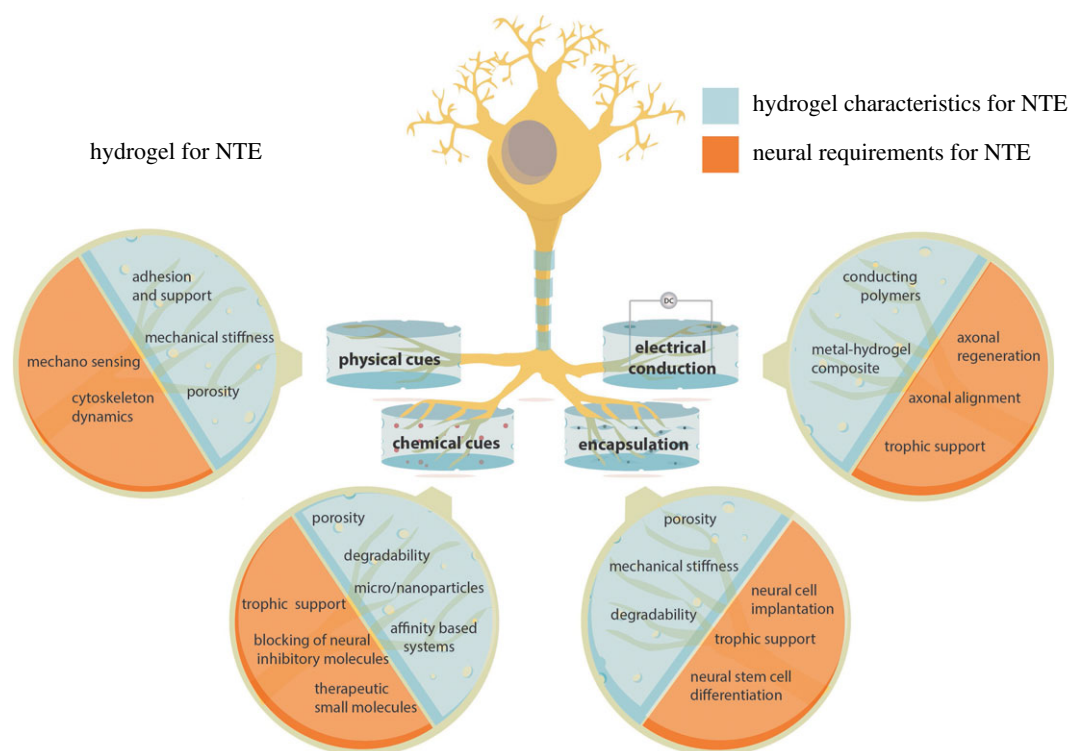 hydrogel for NTE
hydrogel characteristics for NTE
neural requirements for NTE
adhesion
and support
mechanical stiffness
porosity
mechano sensing
cytoskeleton
dynamics
physical cues
chemical cues
DC
electrical
conduction
encapsulation
conducting
polymers
metal-hydrogel
composite
axonal
regeneration
axonal alignment
trophic support
porosity
degradability
micro/nanoparticles
affinity based
systems
trophic support
blocking of neural
inhibitory molecules
therapeutic
small molecules
porosity
mechanical stiffness
degradability
neural cell
implantation
trophic support
neural stem cell
differentiation